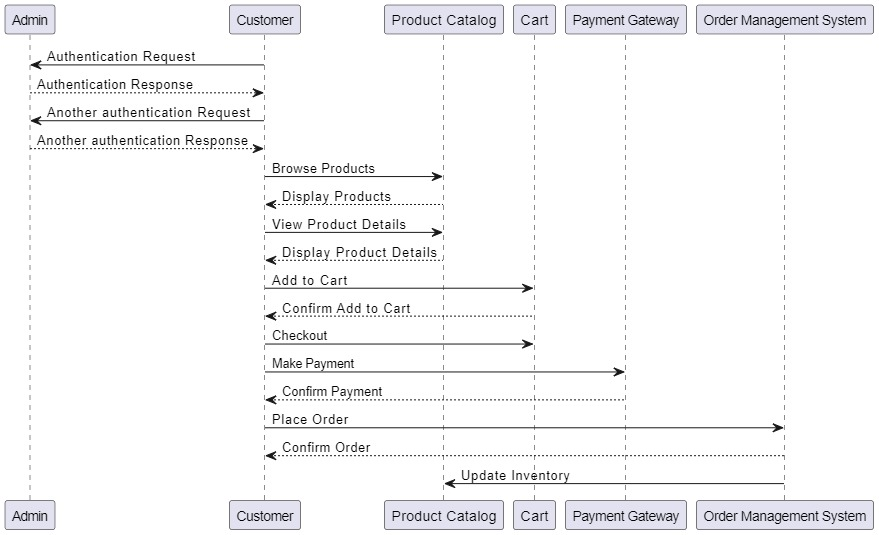 Admin Customer Product Catalog Cart Payment Gateway Order Management System
Authentication Request
Authentication Response
Another authentication Request
Another authentication Response
Browse Products
Display Products
View Product Details
Display Product Details
Add to Cart
Confirm Add to Cart
Checkout
Make Payment
Confirm Payment
Place Order
Confirm Order
Update Inventory
Admin Customer Product Catalog Cart Payment Gateway Order Management System